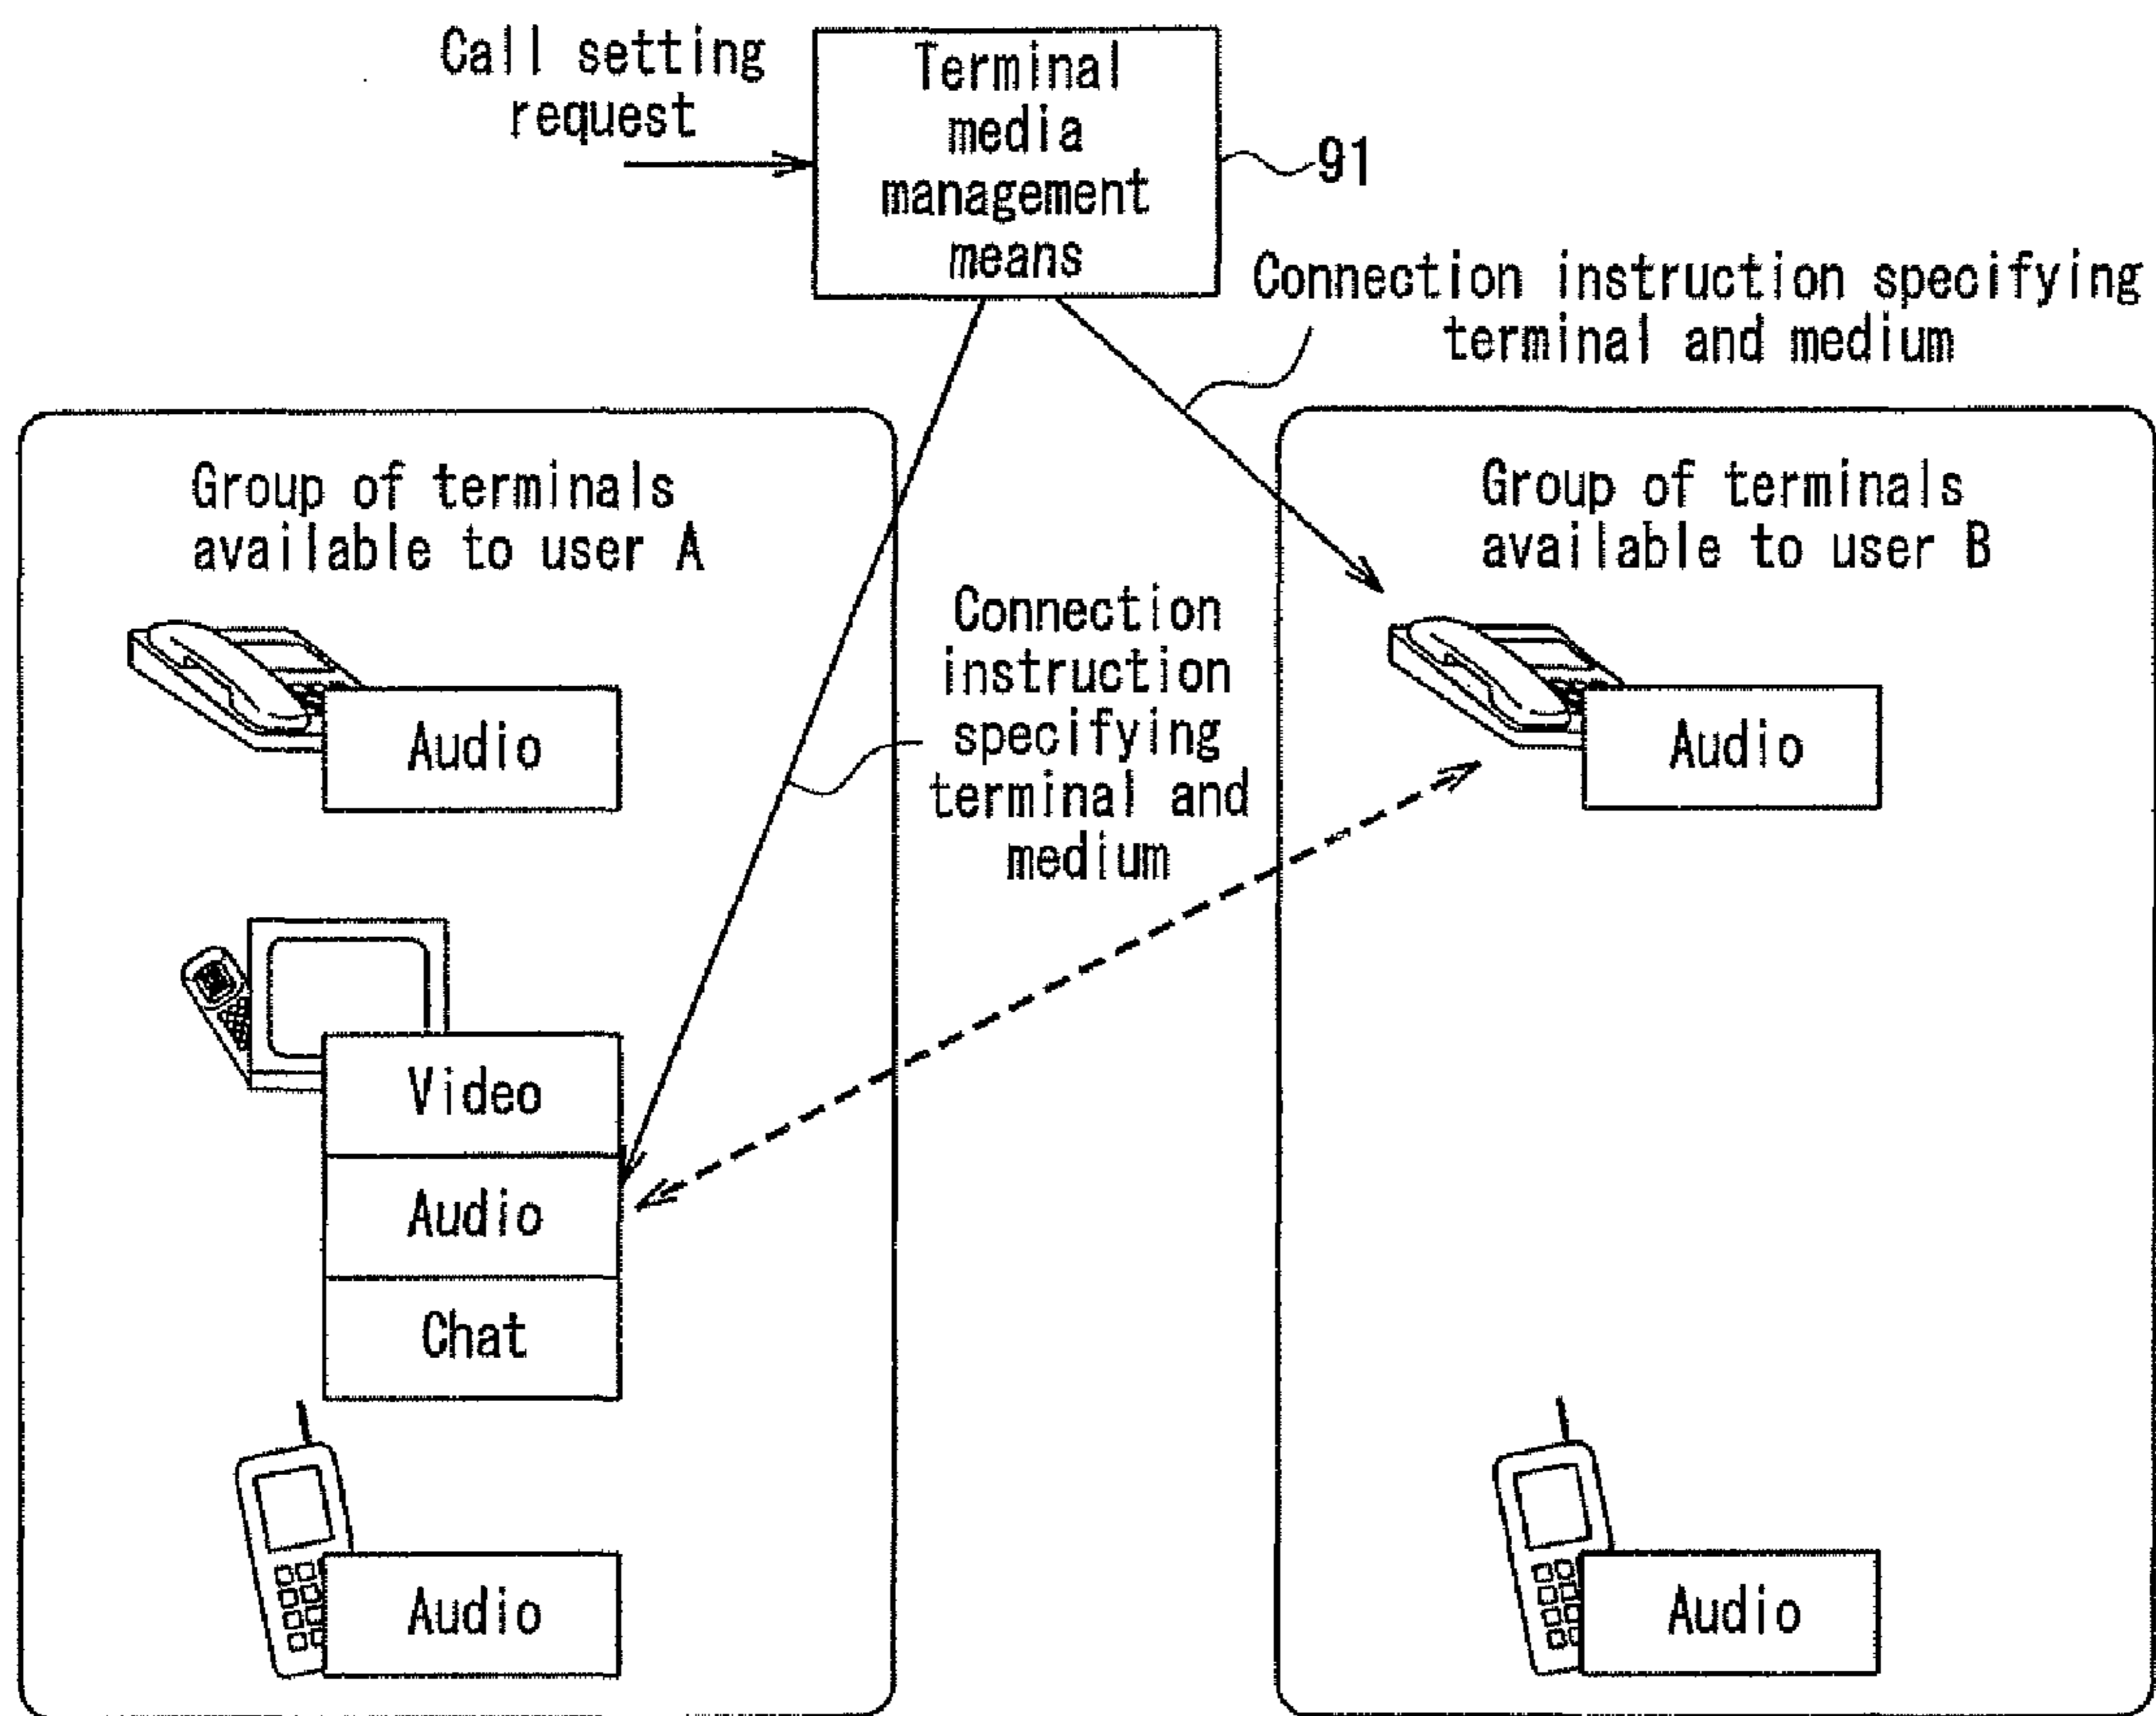 Call setting
request
Terminal
media
management
means
91
Connection instruction specifying
terminal and medium
Group of terminals
available to user A
Group of terminals
available to user B
Connection
instruction
specifying
terminal and
medium
Audio
Audio
Video
Audio
Chat
Audio
Audio